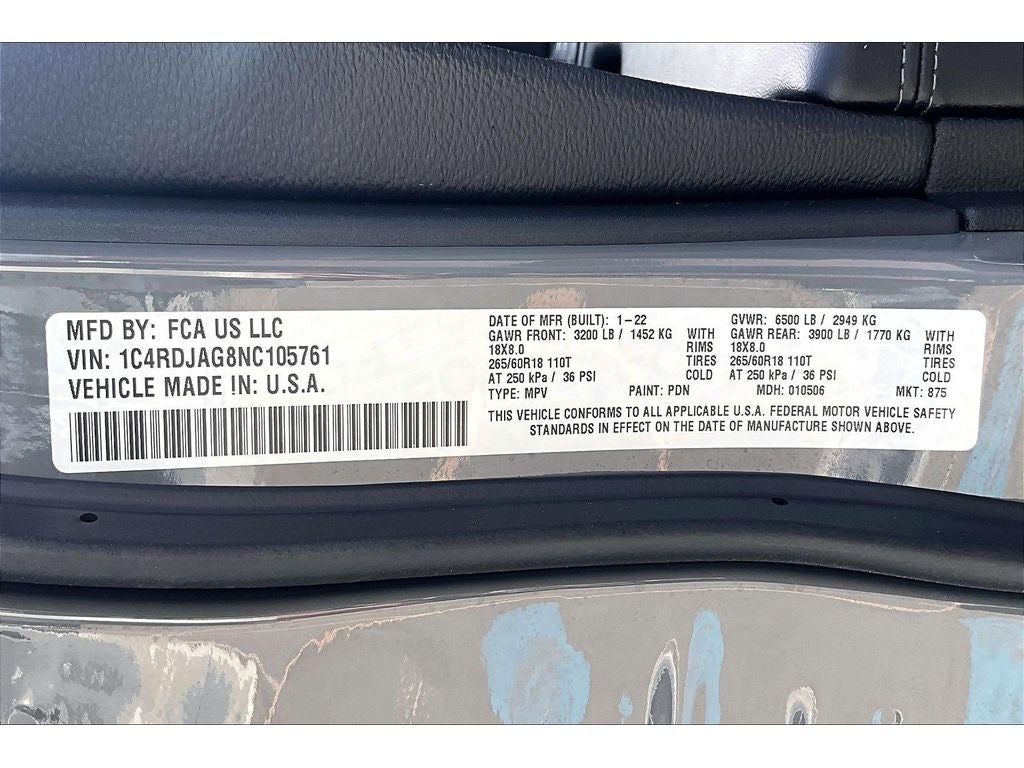 MFD BY: FCA US LLC
VIN: 1C4RDJAG8NC105761
VEHICLE MADE IN: U.S.A.
DATE OF MFR (BUILT): 1-22
GAWR FRONT: 3200 LB / 1452 KG WITH
18X8.0 RIMS
265/60R18 110T TIRES
AT 250 kPa / 36 PSI COLD
TYPE: MPV PAINT: PDN
GVWR: 6500 LB / 2949 KG
GAWR REAR: 3900 LB / 1770 KG WITH
18X8.0 RIMS
265/60R18 110T TIRES
AT 250 kPa / 36 PSI COLD
MDH: 010506 MKT: 875
THIS VEHICLE CONFORMS TO ALL APPLICABLE U.S.A. FEDERAL MOTOR VEHICLE SAFETY
STANDARDS IN EFFECT ON THE DATE OF MANUFACTURE SHOWN ABOVE.